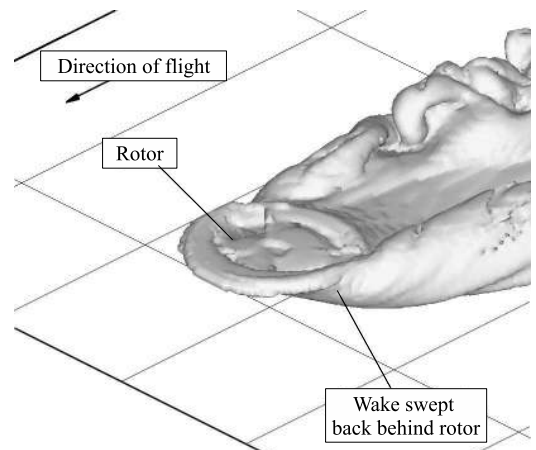 Direction of flight
Rotor
Wake swept
back behind rotor